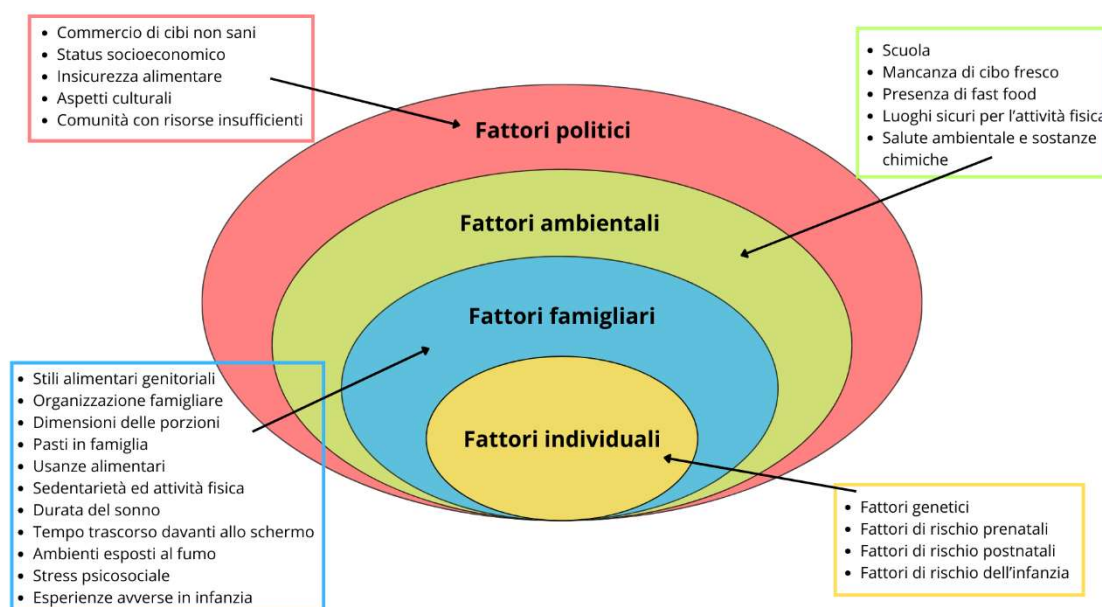 • Commercio di cibi non sani
• Status socioeconomico
• Insicurezza alimentare
• Aspetti culturali
• Comunità con risorse insufficienti
• Scuola
• Mancanza di cibo fresco
• Presenza di fast food
• Luoghi sicuri per l'attività fisica
• Salute ambientale e sostanze
chimiche
Fattori politici
Fattori ambientali
Fattori famigliari
Fattori individuali
• Stili alimentari genitoriali
• Organizzazione famigliare
• Dimensioni delle porzioni
• Pasti in famiglia
• Usanze alimentari
• Sedentarietà ed attività fisica
• Durata del sonno
• Tempo trascorso davanti allo schermo
• Ambienti esposti al fumo
• Stress psicosociale
• Esperienze avverse in infanzia
• Fattori genetici
• Fattori di rischio prenatali
• Fattori di rischio postnatali
• Fattori di rischio dell'infanzia